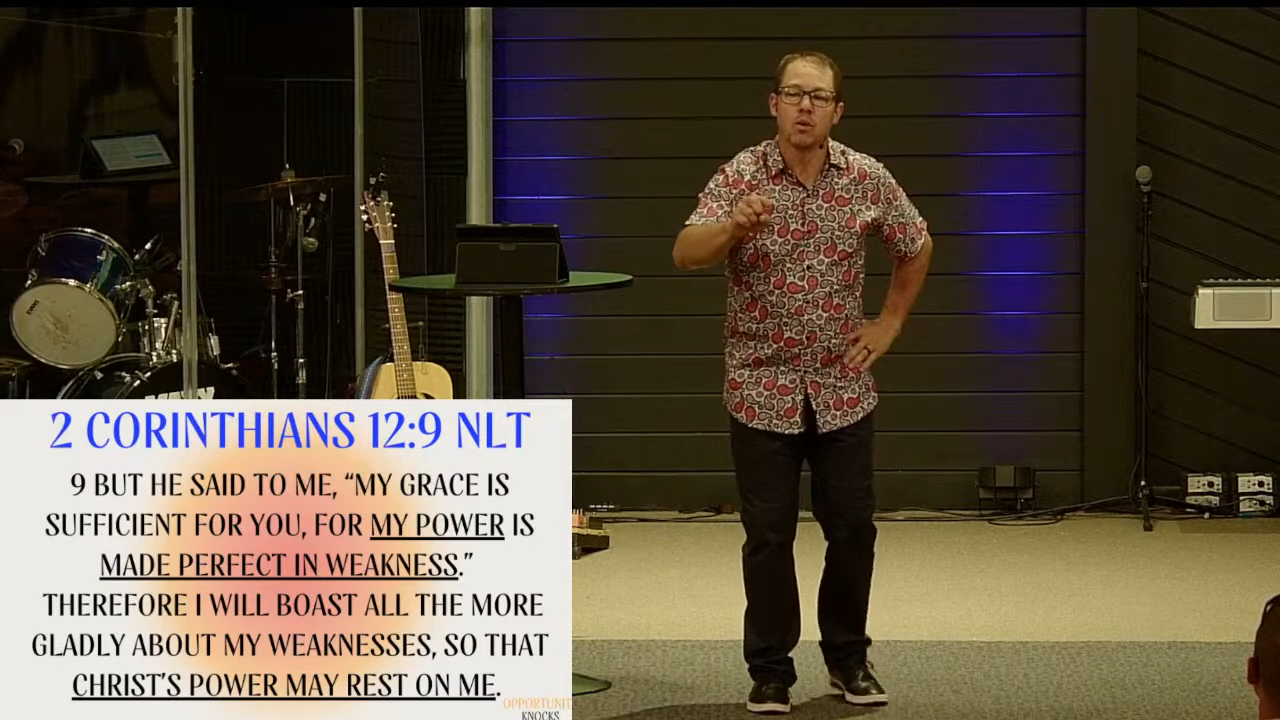 2 CORINTHIANS 12:9 NLT
9 BUT HE SAID TO ME, “MY GRACE IS
SUFFICIENT FOR YOU, FOR MY POWER IS
MADE PERFECT IN WEAKNESS.”
THEREFORE I WILL BOAST ALL THE MORE
GLADLY ABOUT MY WEAKNESSES, SO THAT
CHRIST’S POWER MAY REST ON ME.
KNOCKS